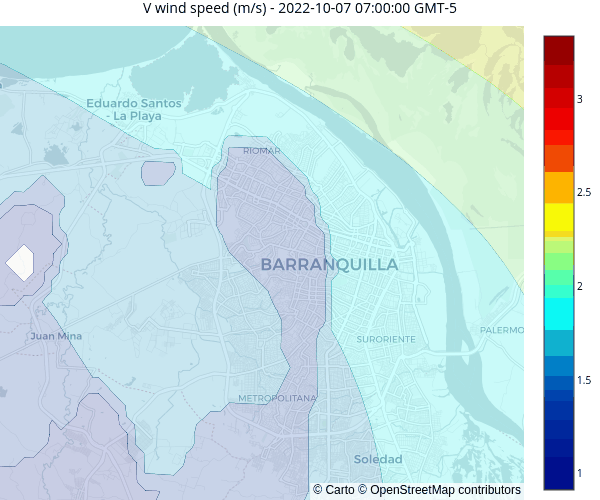 V wind speed (m/s) - 2022-10-07 07:00:00 GMT-5
Eduardo Santos
- La Playa
RIOMAR
BARRANQUILLA
Juan Mina
SURORIENTE
PALERMO
METROPOLITANA
Soledad
© Carto © OpenStreetMap contributors
3
2.5
2
1.5
1